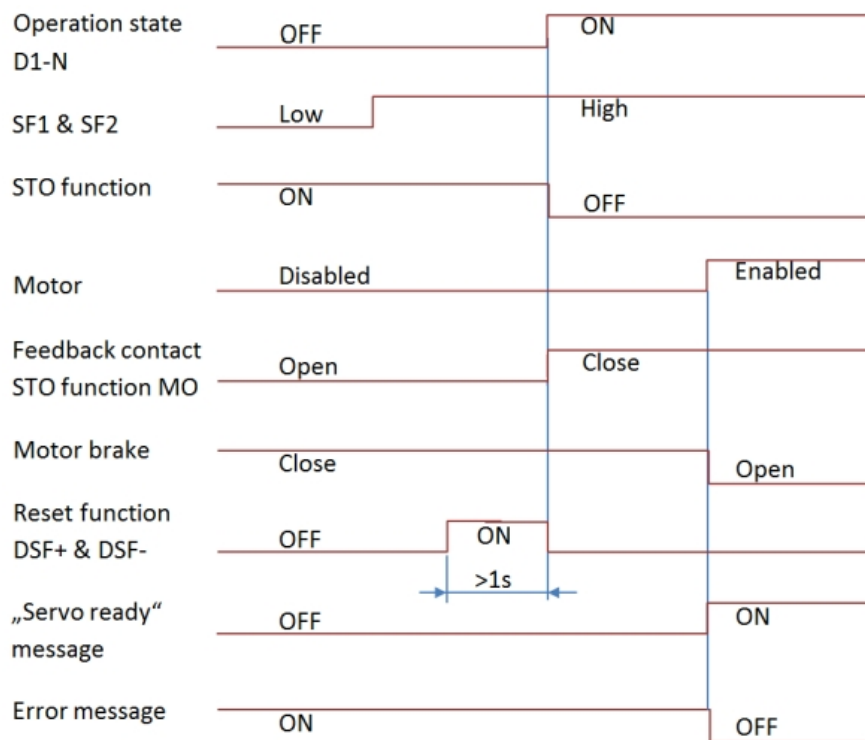 Operation state
D1-N
OFF
ON
SF1 & SF2
Low
High
STO function
ON
OFF
Motor
Disabled
Enabled
Feedback contact
STO function MO
Open
Close
Motor brake
Close
Open
Reset function
DSF+ & DSF-
OFF
ON
>1s
„Servo ready“
message
OFF
ON
Error message
ON
OFF